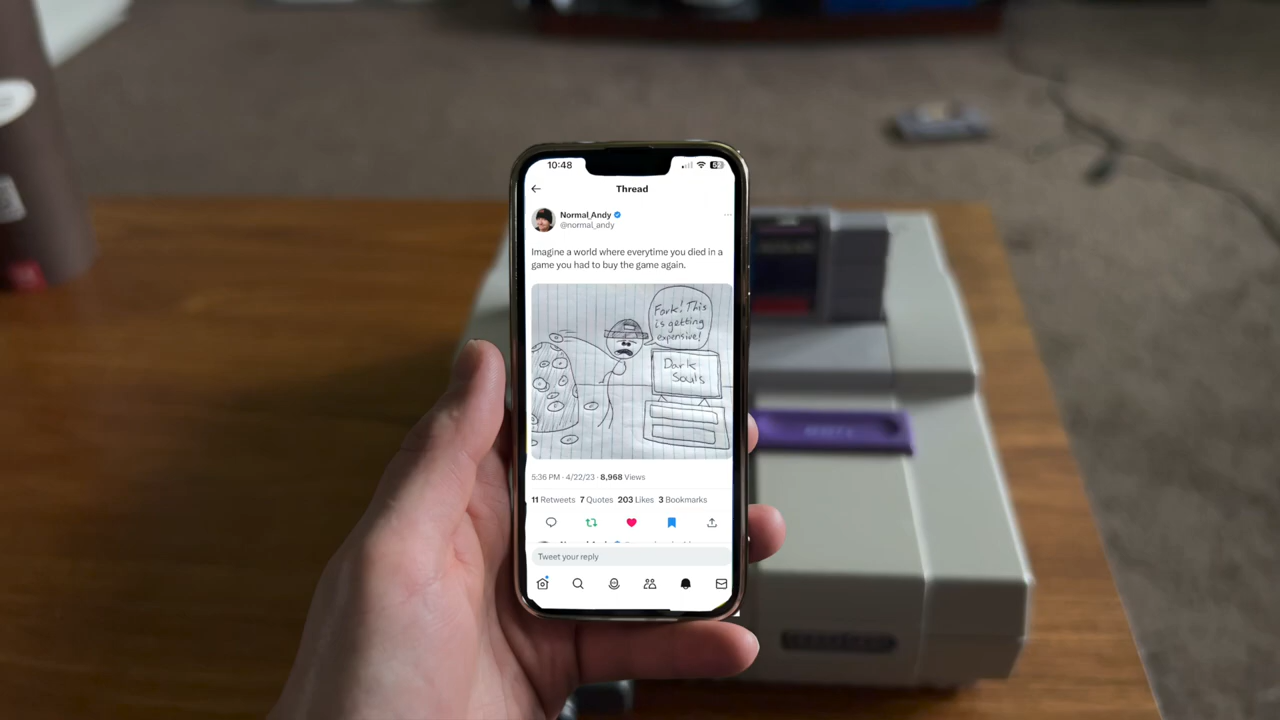 10:48
52
Thread
Normal_Andy
@normal_andy
Imagine a world where everytime you died in a
game you had to buy the game again.
Fork! This
is getting
expensive!
Dark
Souls
5:36 PM · 4/22/23 · 8,968 Views
11 Retweets 7 Quotes 203 Likes 3 Bookmarks
Tweet your reply